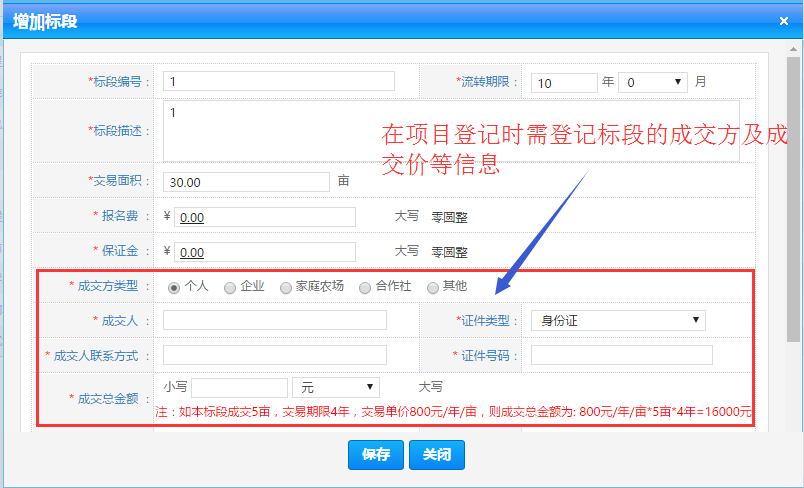 增加标段 ×
*标段编号： 1 *流转期限： 10 年 0 月
*标段描述： 1
在项目登记时需登记标段的成交方及成
交价等信息
*交易面积： 30.00 亩
* 报名费： ¥ 0.00 大写 零圆整
* 保证金： ¥ 0.00 大写 零圆整
* 成交方类型： 个人 企业 家庭农场 合作社 其他
* 成交人： *证件类型： 身份证
* 成交人联系方式： * 证件号码：
* 成交总金额： 小写 元 大写
注：如本标段成交5亩，交易期限4年，交易单价800元/年/亩，则成交总金额为: 800元/年/亩*5亩*4年=16000元
保存 关闭